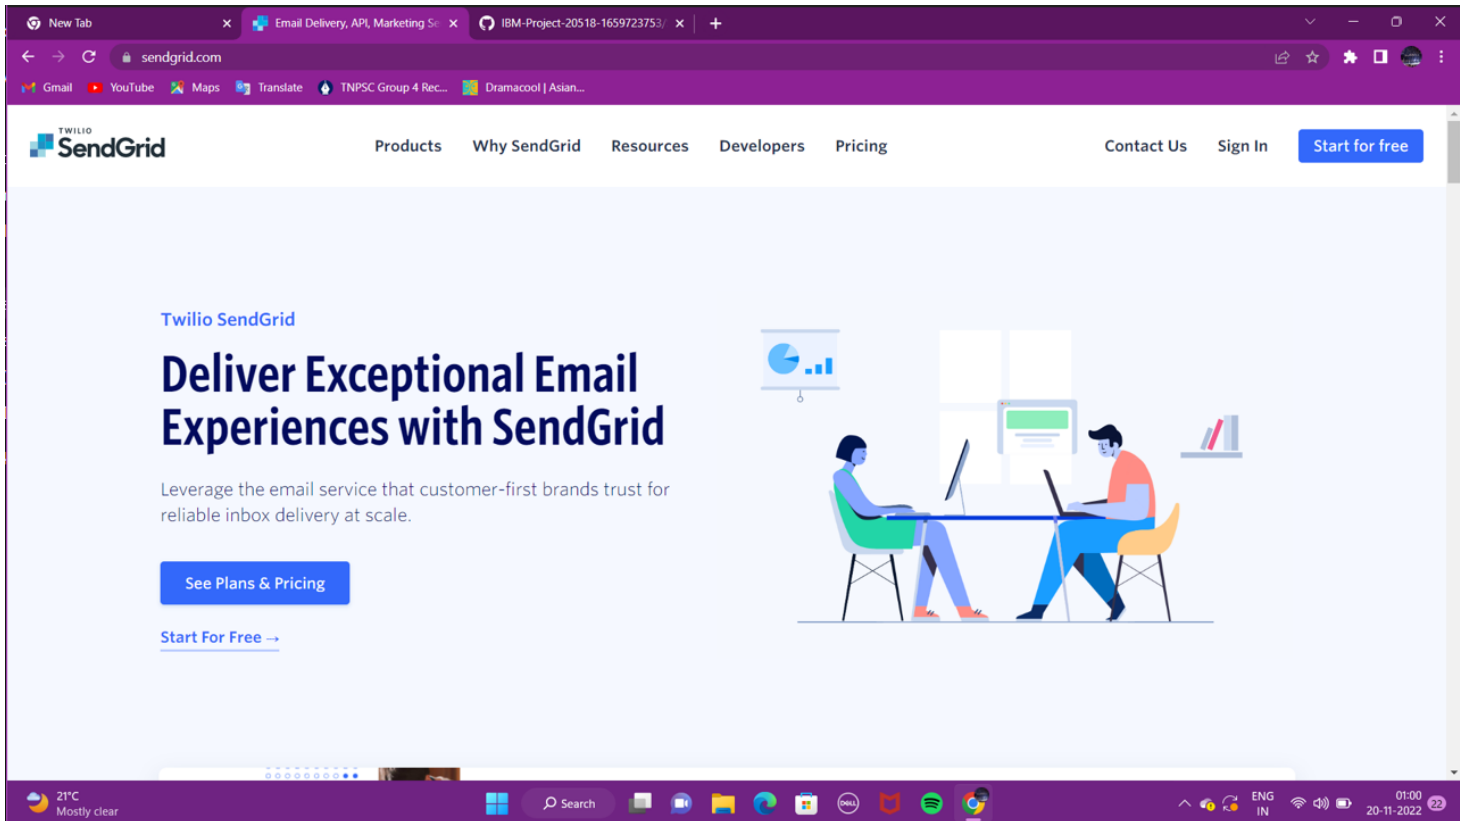 New Tab
Email Delivery, API, Marketing Se
IBM-Project-20518-1659723753/
sendgrid.com
Gmail
YouTube
Maps
Translate
TNPSC Group 4 Rec...
Dramacool | Asian...
TWILIO
SendGrid
Products
Why SendGrid
Resources
Developers
Pricing
Contact Us
Sign In
Start for free
Twilio SendGrid
Deliver Exceptional Email
Experiences with SendGrid
Leverage the email service that customer-first brands trust for
reliable inbox delivery at scale.
See Plans & Pricing
Start For Free →
21°C
Mostly clear
Search
DELL
ENG
IN
01:00
20-11-2022
22